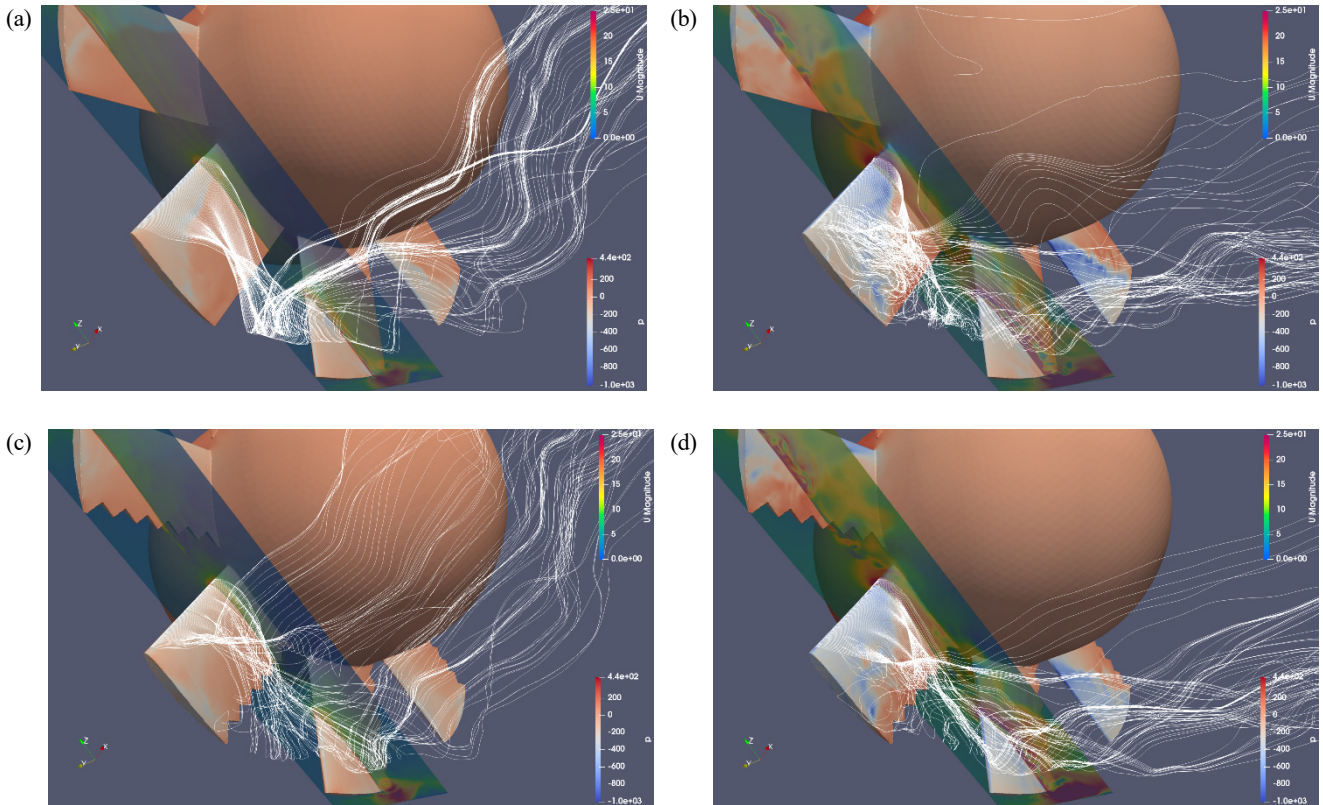 (a)
2.5e+01
20
15
10
5
0.0e+00
U Magnitude
4.4e+02
200
0
-200
-400
-600
-800
-1.0e+03
p
Z
X
Y
(b)
2.5e+01
20
15
10
5
0.0e+00
U Magnitude
4.4e+02
200
0
-200
-400
-600
-800
-1.0e+03
p
Z
X
Y
(c)
2.5e+01
20
15
10
5
0.0e+00
U Magnitude
4.4e+02
200
0
-200
-400
-600
-800
-1.0e+03
p
Z
X
Y
(d)
2.5e+01
20
15
10
5
0.0e+00
U Magnitude
4.4e+02
200
0
-200
-400
-600
-800
-1.0e+03
p
Z
X
Y